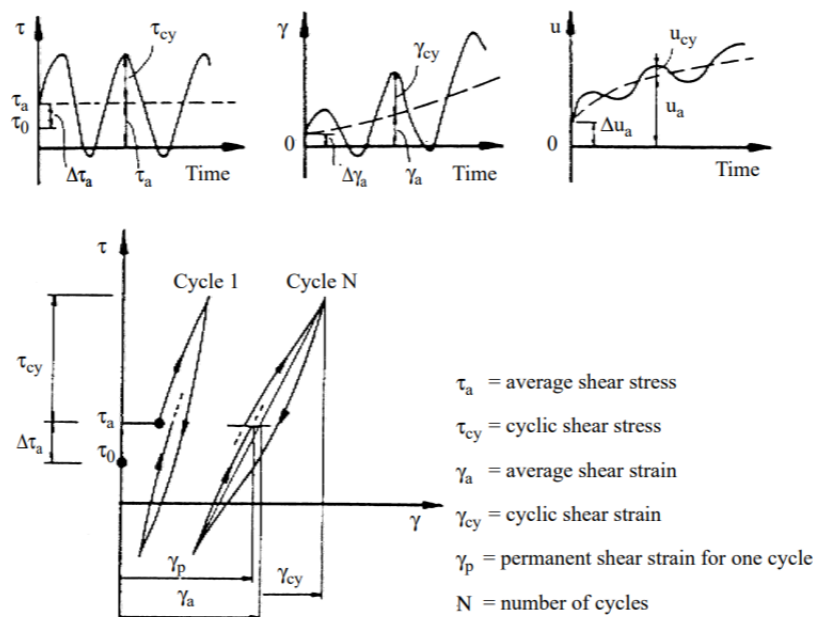 τ
τcy
τa
τ0
Δτa
τa
Time
γ
γcy
0
Δγa
γa
Time
u
ucy
ua
Δua
0
Time
τ
Cycle 1
Cycle N
τcy
τa
Δτa
τ0
γ
γp
γcy
γa
τa = average shear stress
τcy = cyclic shear stress
γa = average shear strain
γcy = cyclic shear strain
γp = permanent shear strain for one cycle
N = number of cycles